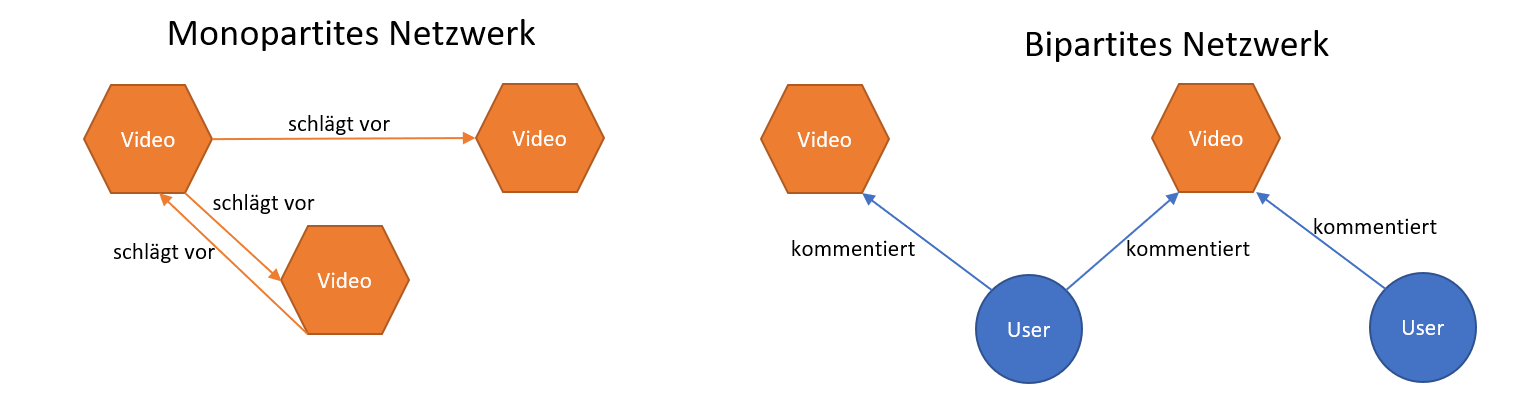 Monopartites Netzwerk
Video
schlägt vor
Video
schlägt vor
schlägt vor
Video
Bipartites Netzwerk
Video
Video
kommentiert
kommentiert
kommentiert
User
User